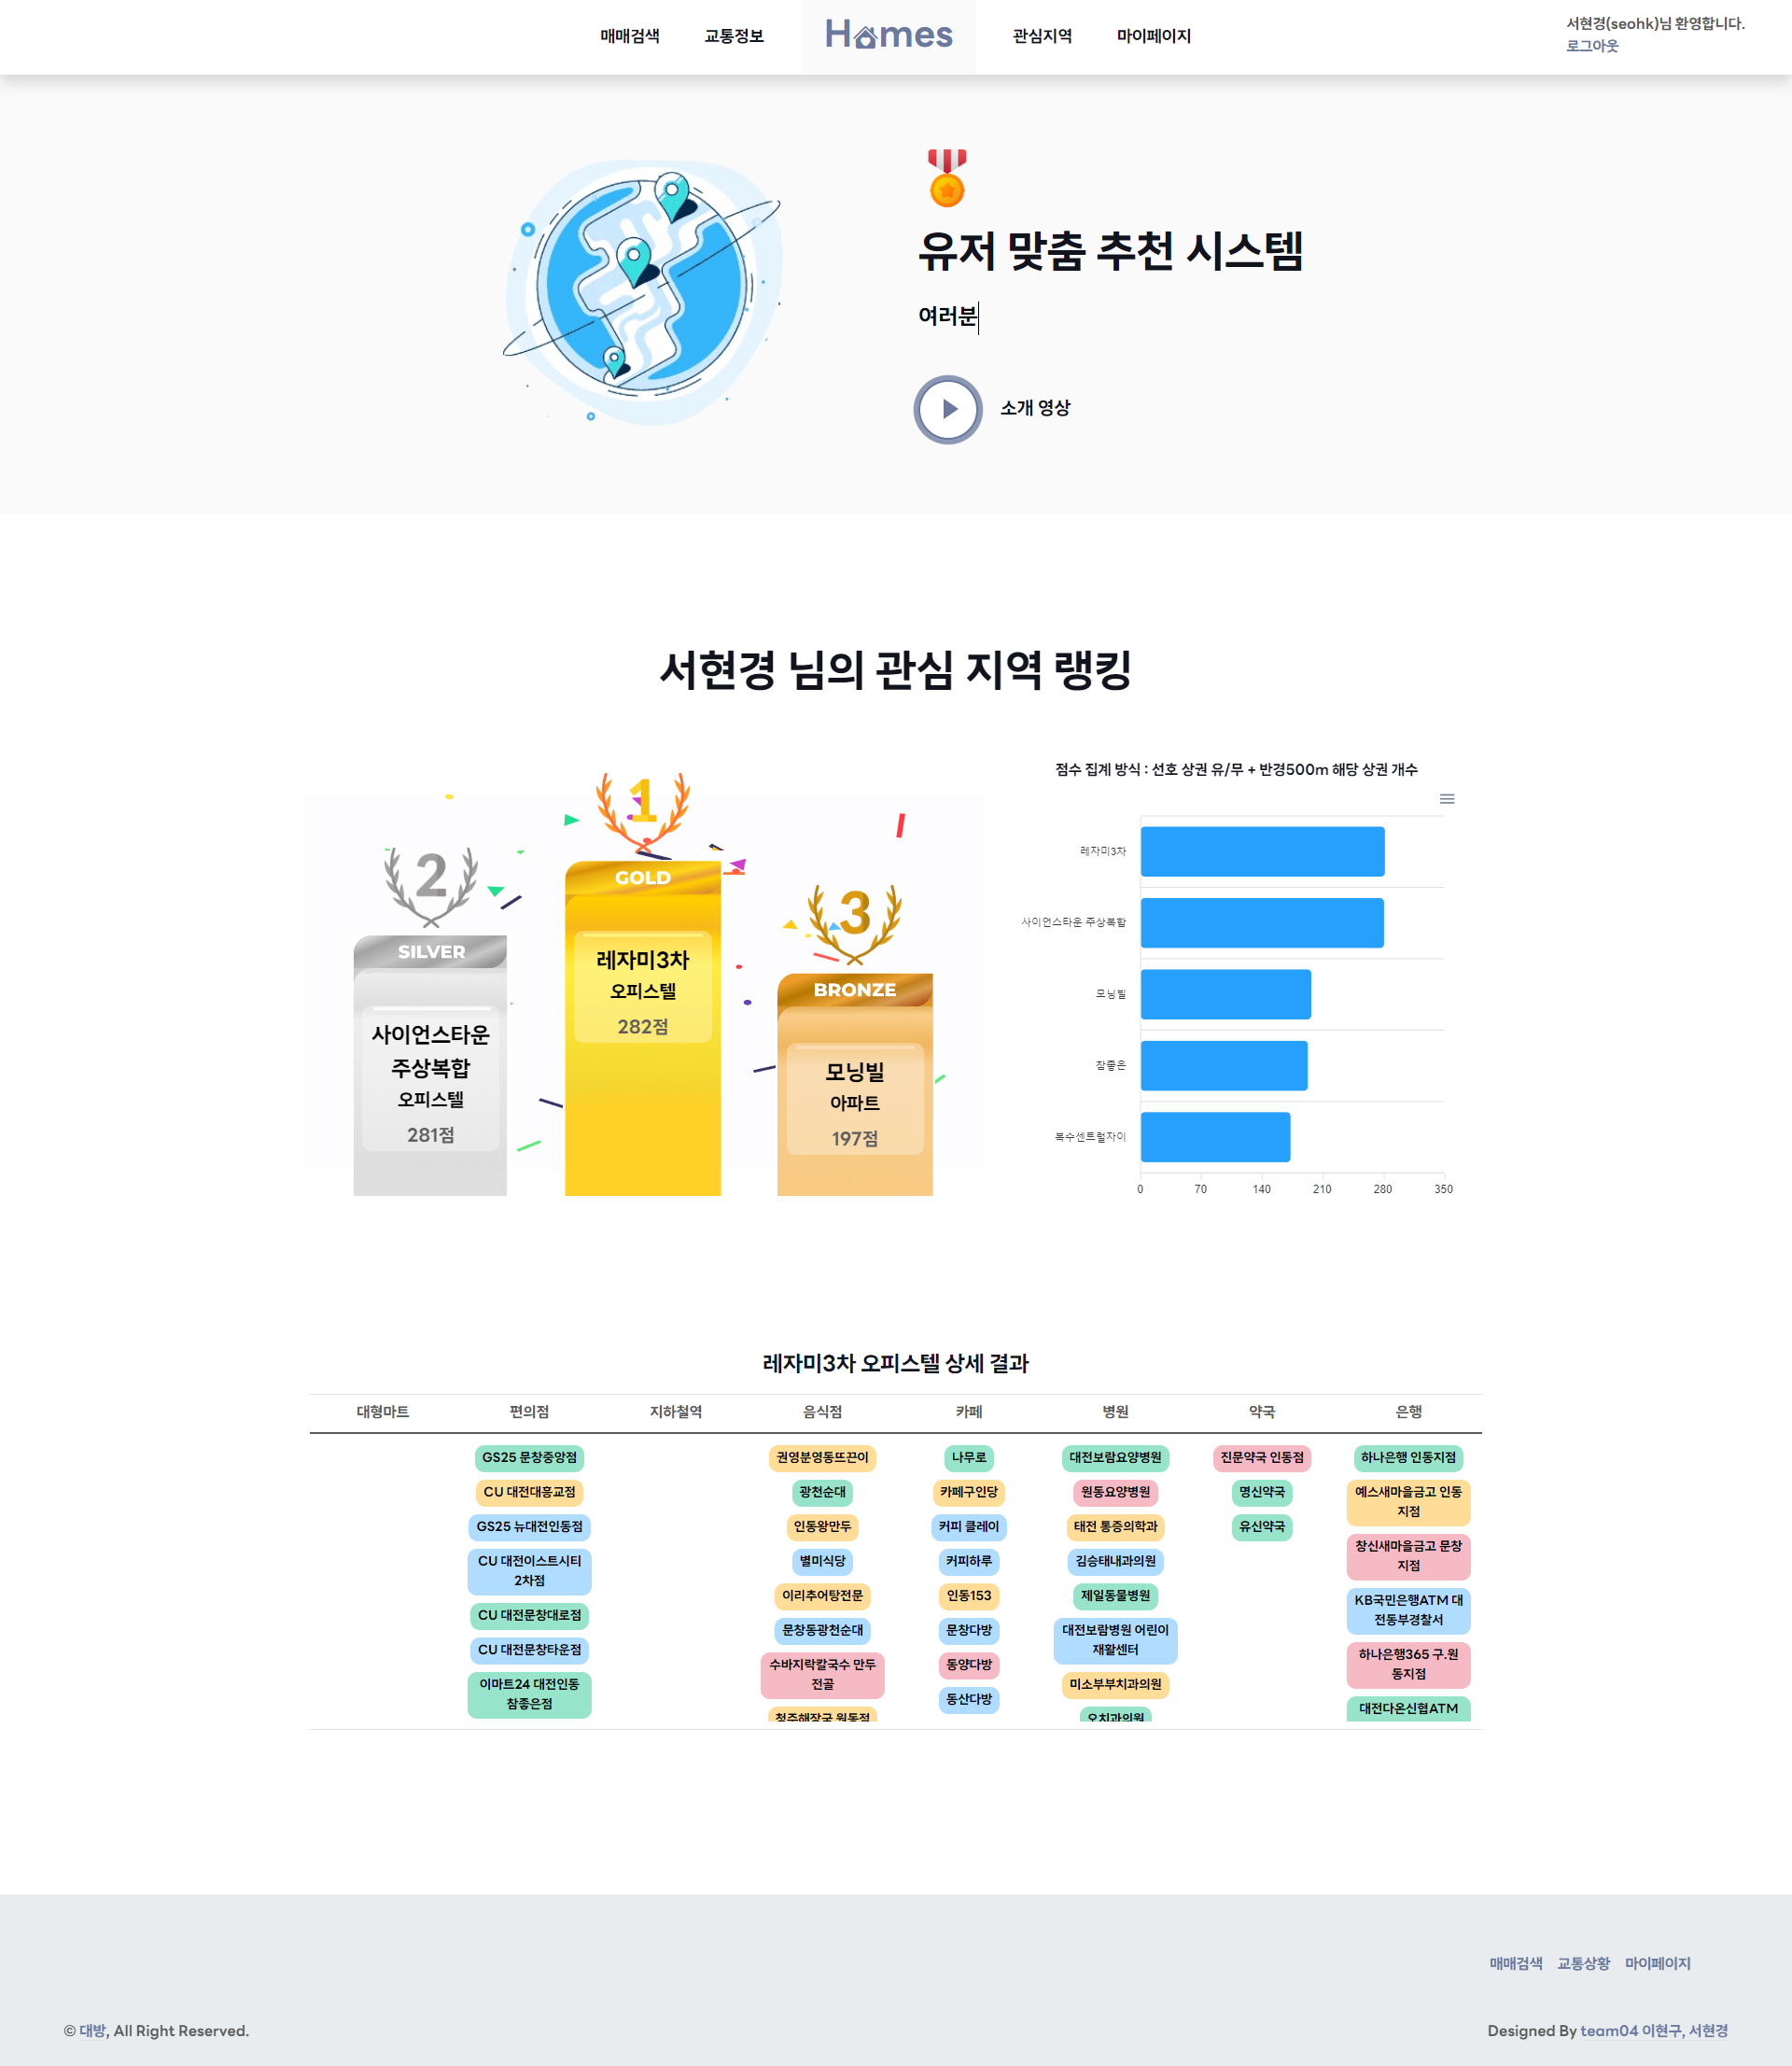 매매검색
교통정보
Homes
관심지역
마이페이지
서현경(seohk)님 환영합니다.
로그아웃
유저 맞춤 추천 시스템
여러분
소개 영상
서현경 님의 관심 지역 랭킹
1
GOLD
레자미3차
오피스텔
282점
2
SILVER
사이언스타운
주상복합
오피스텔
281점
3
BRONZE
모닝빌
아파트
197점
점수 집계 방식 : 선호 상권 유/무 + 반경500m 해당 상권 개수
레자미3차
사이언스타운 주상복합
모닝빌
참좋은
복수센트럴자이
0 70 140 210 280 350
레자미3차 오피스텔 상세 결과
대형마트 편의점 지하철역 음식점 카페 병원 약국 은행
GS25 문창중앙점
CU 대전대흥교점
GS25 뉴대전인동점
CU 대전이스트시티
2차점
CU 대전문창대로점
CU 대전문창타운점
이마트24 대전인동
참좋은점
권영분영동뜨끈이
광천순대
인동왕만두
별미식당
이리추어탕전문
문창동광천순대
수바지락칼국수 만두
전골
청주해장국 원동점
나무로
카페구인당
커피 클레이
커피하루
인동153
문창다방
동양다방
동산다방
대전보람요양병원
원동요양병원
태전 통증의학과
김승태내과의원
제일동물병원
대전보람병원 어린이
재활센터
미소부부치과의원
오치과의원
진문약국 인동점
명신약국
유신약국
하나은행 인동지점
예스새마을금고 인동
지점
창신새마을금고 문창
지점
KB국민은행ATM 대
전동부경찰서
하나은행365 구.원
동지점
대전다온신협ATM
매매검색 교통상황 마이페이지
© 대방, All Right Reserved.
Designed By team04 이현구, 서현경